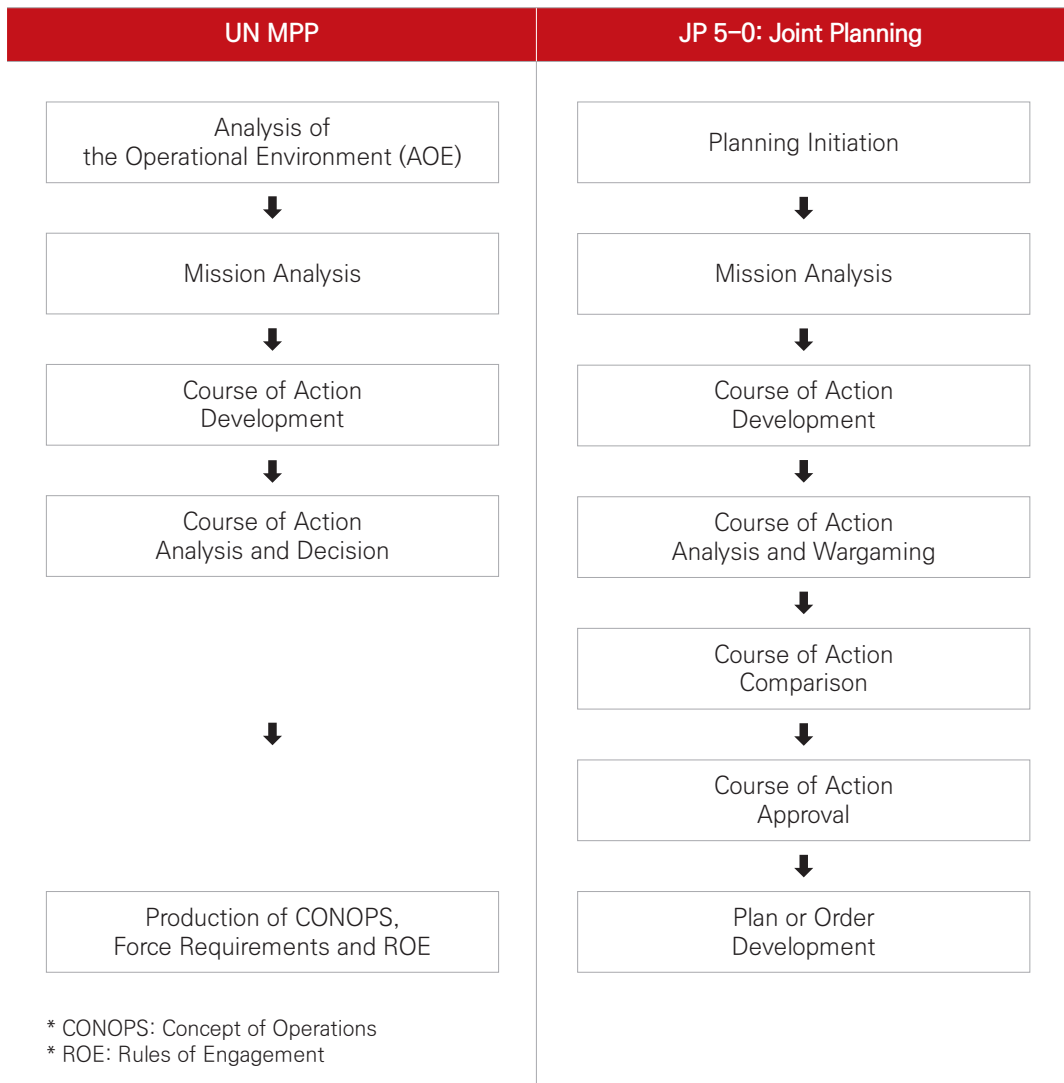 UN MPP
JP 5-0: Joint Planning
Analysis of
the Operational Environment (AOE)
Mission Analysis
Course of Action
Development
Course of Action
Analysis and Decision
Production of CONOPS,
Force Requirements and ROE
* CONOPS: Concept of Operations
* ROE: Rules of Engagement
Planning Initiation
Mission Analysis
Course of Action
Development
Course of Action
Analysis and Wargaming
Course of Action
Comparison
Course of Action
Approval
Plan or Order
Development